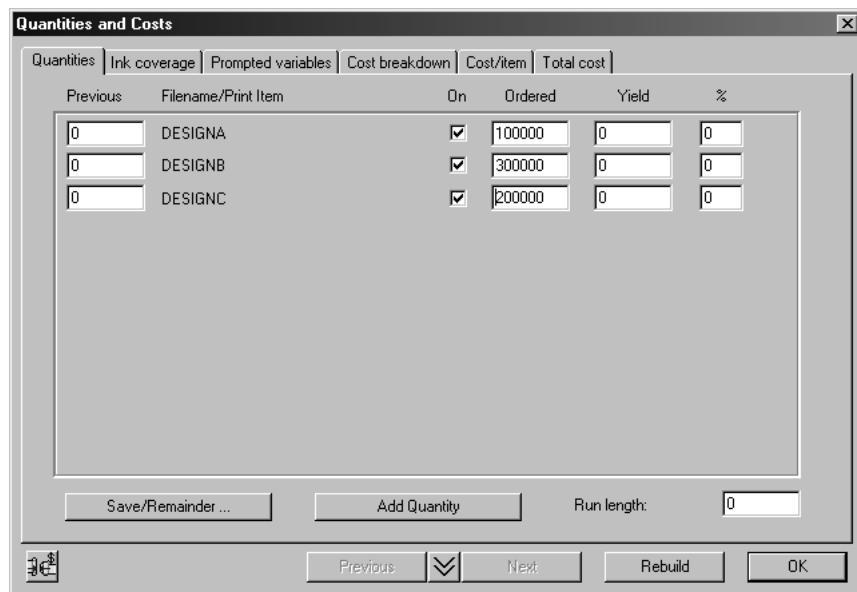 Quantities and Costs
Quantities Ink coverage Prompted variables Cost breakdown Cost/item Total cost
Previous Filename/Print Item On Ordered Yield %
0 DESIGNA 100000 0 0
0 DESIGNB 300000 0 0
0 DESIGNC 200000 0 0
Save/Remainder ... Add Quantity Run length: 0
Previous Next Rebuild OK